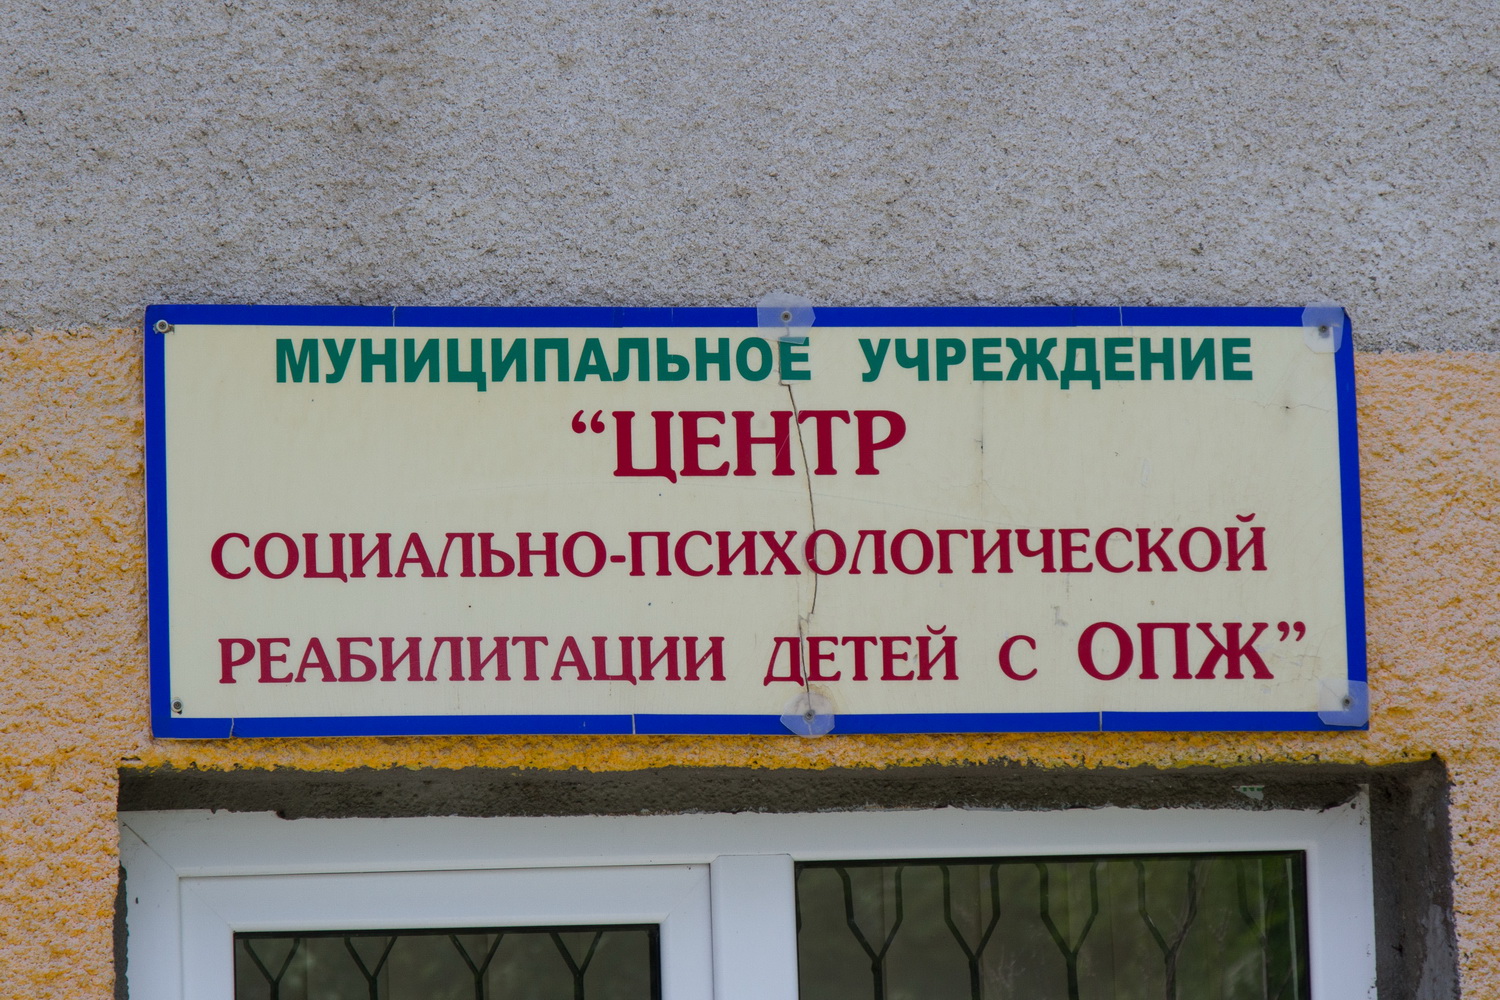 МУНИЦИПАЛЬНОЕ УЧРЕЖДЕНИЕ
“ЦЕНТР
СОЦИАЛЬНО-ПСИХОЛОГИЧЕСКОЙ
РЕАБИЛИТАЦИИ ДЕТЕЙ С ОПЖ”